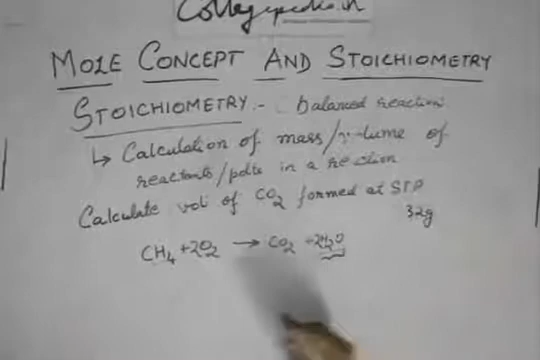 Collegepedia.in
MOLE CONCEPT AND STOICHIOMETRY
STOICHIOMETRY:- balanced reaction
↳ Calculation of mass/volume of
reactants/pdts in a reaction
Calculate vol. of CO₂ formed at STP
32g
CH₄ + 2O₂ → CO₂ + 2H₂O